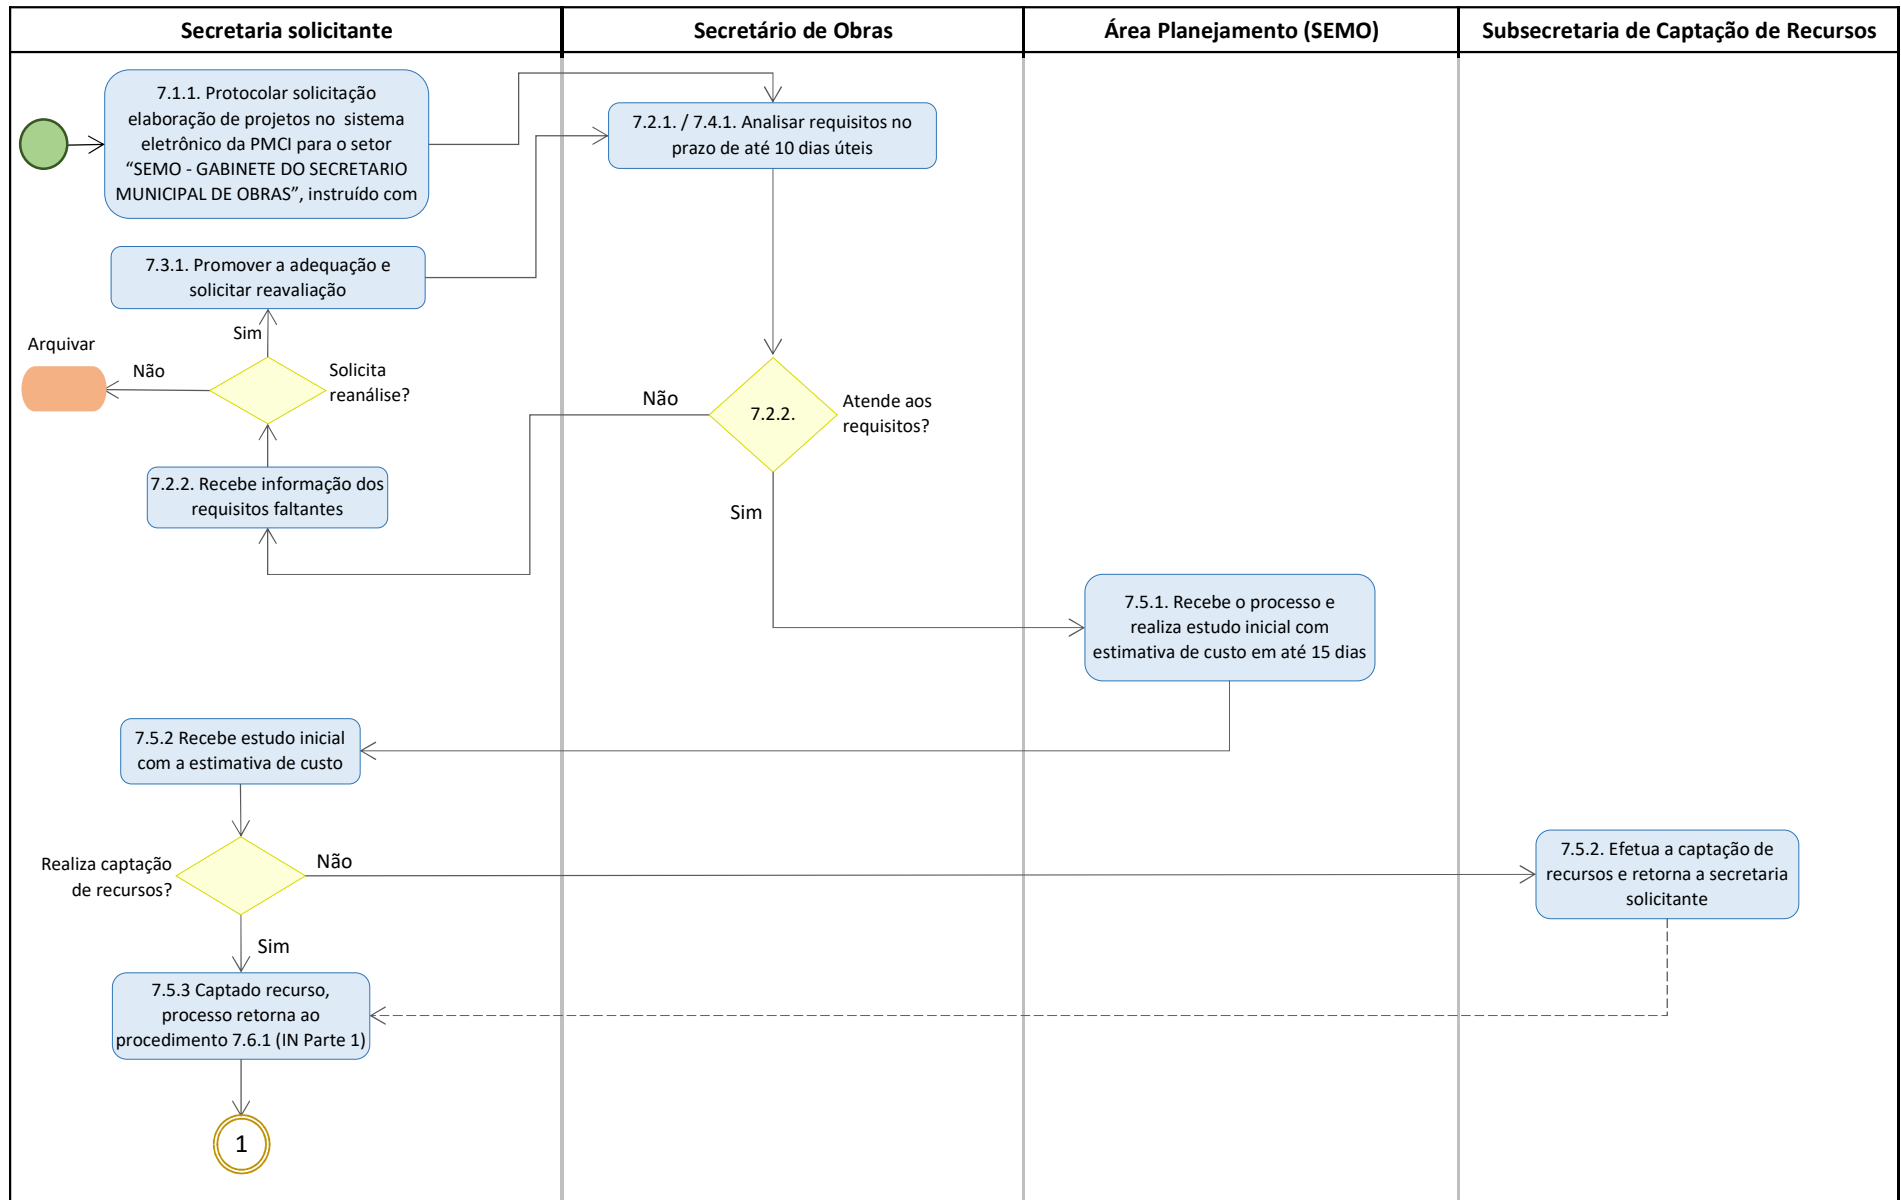 Secretaria solicitante
Secretário de Obras
Área Planejamento (SEMO)
Subsecretaria de Captação de Recursos
7.1.1. Protocolar solicitação
elaboração de projetos no sistema
eletrônico da PMCI para o setor
“SEMO - GABINETE DO SECRETARIO
MUNICIPAL DE OBRAS”, instruído com
7.2.1. / 7.4.1. Analisar requisitos no
prazo de até 10 dias úteis
7.3.1. Promover a adequação e
solicitar reavaliação
Sim
Arquivar
Não
Solicita
reanálise?
Não
7.2.2.
Atende aos
requisitos?
7.2.2. Recebe informação dos
requisitos faltantes
Sim
7.5.1. Recebe o processo e
realiza estudo inicial com
estimativa de custo em até 15 dias
7.5.2 Recebe estudo inicial
com a estimativa de custo
Realiza captação
de recursos?
Não
7.5.2. Efetua a captação de
recursos e retorna a secretaria
solicitante
Sim
7.5.3 Captado recurso,
processo retorna ao
procedimento 7.6.1 (IN Parte 1)
1